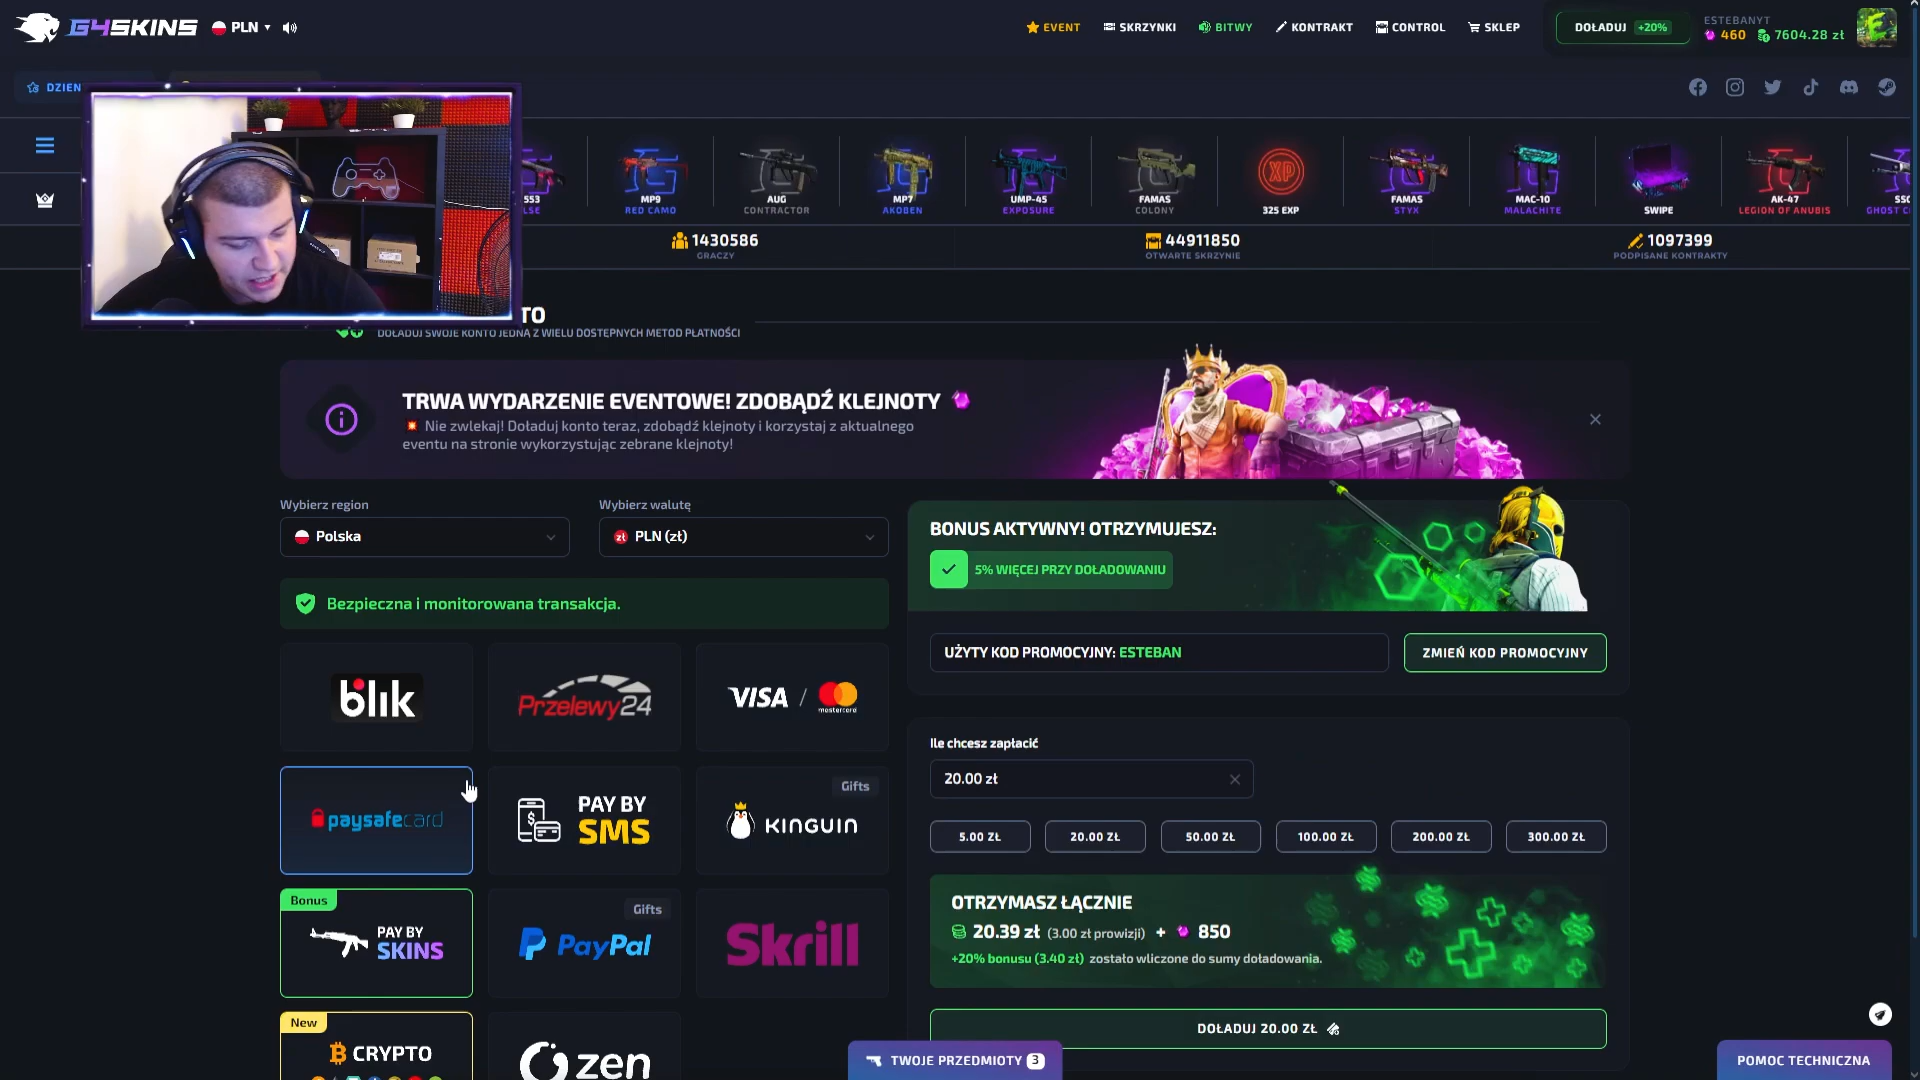 G4SKINS
PLN
EVENT
SKRZYNKI
BITWY
KONTRAKT
CONTROL
SKLEP
DOŁADUJ +20%
ESTEBANYT
460 7604.28 zł
DZIEN
553
LSE
MP9
RED CAMO
AUG
CONTRACTOR
MP7
AKOBEN
UMP-45
EXPOSURE
FAMAS
COLONY
XP
325 EXP
FAMAS
STYX
MAC-10
MALACHITE
SWIPE
AK-47
LEGION OF ANUBIS
SSG
GHOST C
1430586
GRACZY
44911850
OTWARTE SKRZYNIE
1097399
PODPISANE KONTRAKTY
TO
DOŁADUJ SWOJE KONTO JEDNĄ Z WIELU DOSTĘPNYCH METOD PŁATNOŚCI
TRWA WYDARZENIE EVENTOWE! ZDOBĄDŹ KLEJNOTY
Nie zwlekaj! Doładuj konto teraz, zdobądź klejnoty i korzystaj z aktualnego
eventu na stronie wykorzystując zebrane klejnoty!
Wybierz region
Polska
Wybierz walutę
zł PLN (zł)
Bezpieczna i monitorowana transakcja.
blik
Przelewy24
VISA / mastercard
paysafecard
PAY BY
SMS
Gifts
KINGUIN
Bonus
PAY BY
SKINS
Gifts
PayPal
Skrill
New
CRYPTO
zen
BONUS AKTYWNY! OTRZYMUJESZ:
5% WIĘCEJ PRZY DOŁADOWANIU
UŻYTY KOD PROMOCYJNY: ESTEBAN
ZMIEŃ KOD PROMOCYJNY
Ile chcesz zapłacić
20.00 zł
5.00 ZŁ
20.00 ZŁ
50.00 ZŁ
100.00 ZŁ
200.00 ZŁ
300.00 ZŁ
OTRZYMASZ ŁĄCZNIE
20.39 zł (3.00 zł prowizji) + 850
+20% bonusu (3.40 zł) zostało wliczone do sumy doładowania.
DOŁADUJ 20.00 ZŁ
TWOJE PRZEDMIOTY 3
POMOC TECHNICZNA